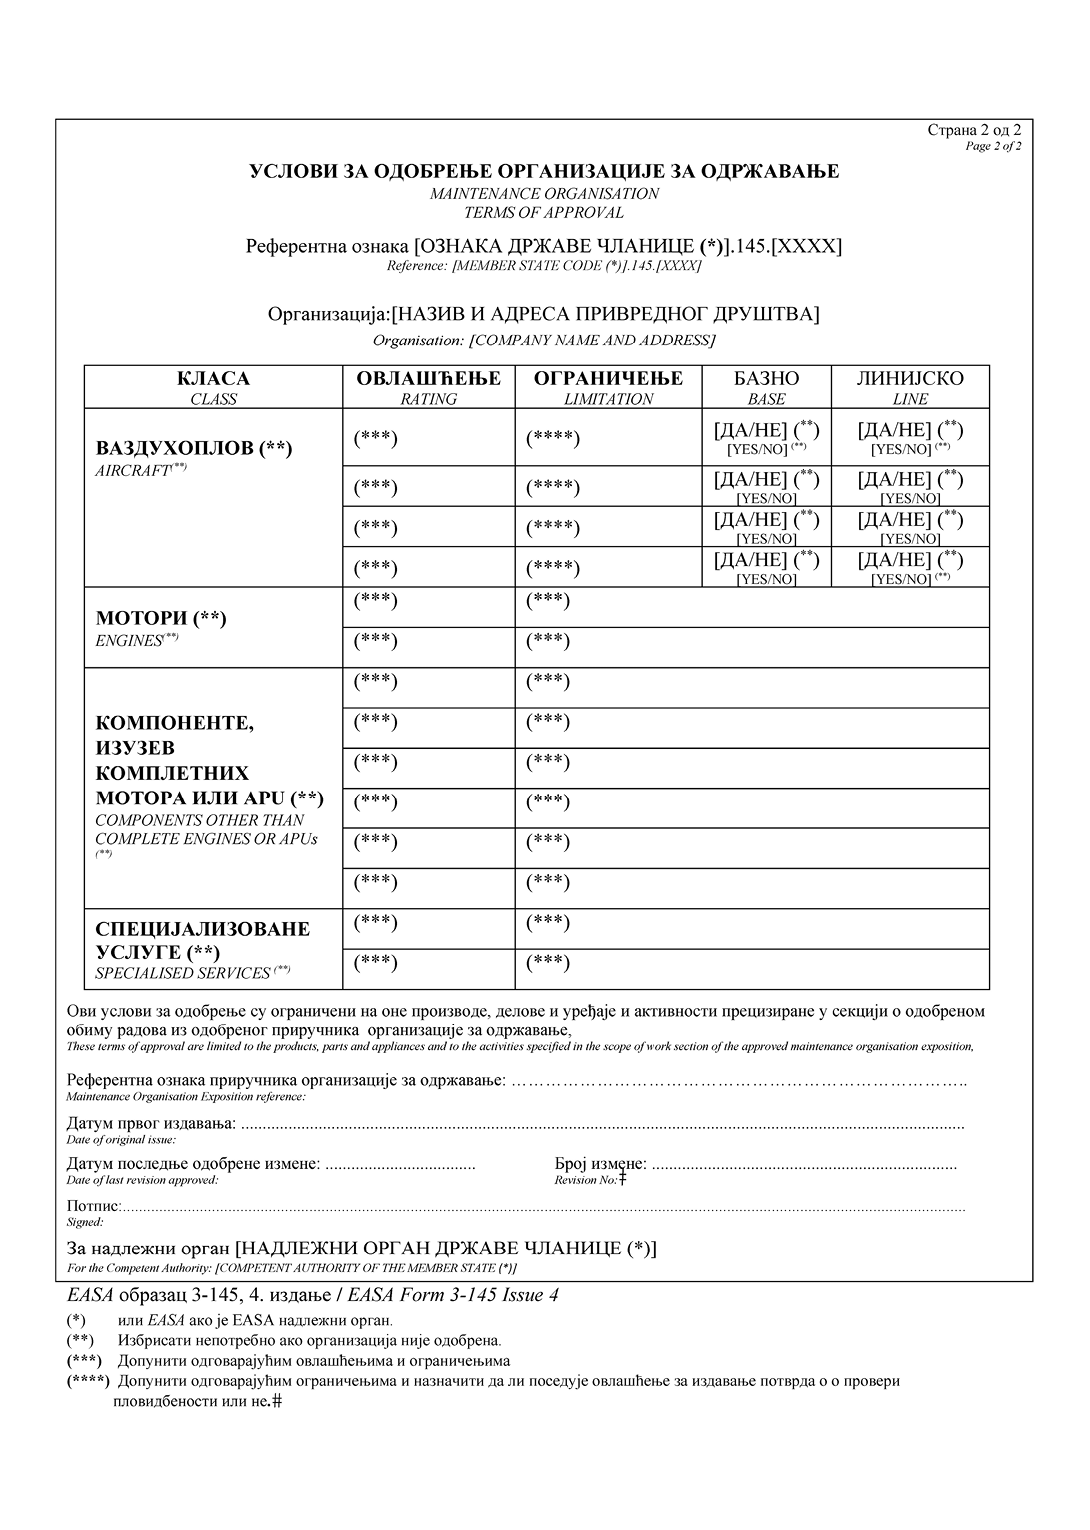 Страна 2 од 2
Page 2 of 2
УСЛОВИ ЗА ОДОБРЕЊЕ ОРГАНИЗАЦИЈЕ ЗА ОДРЖАВАЊЕ
MAINTENANCE ORGANISATION
TERMS OF APPROVAL
Референтна ознака [ОЗНАКА ДРЖАВЕ ЧЛАНИЦЕ (*)].145.[XXXX]
Reference: [MEMBER STATE CODE (*)].145.[XXXX]
Организација:[НАЗИВ И АДРЕСА ПРИВРЕДНОГ ДРУШТВА]
Organisation: [COMPANY NAME AND ADDRESS]
КЛАСА ОВЛАШЋЕЊЕ ОГРАНИЧЕЊЕ БАЗНО ЛИНИЈСКО
CLASS RATING LIMITATION BASE LINE
ВАЗДУХОПЛОВ (**)
AIRCRAFT(**)
(***) (****) [ДА/НЕ] (**) [ДА/НЕ] (**)
[YES/NO] (**) [YES/NO] (**)
(***) (****) [ДА/НЕ] (**) [ДА/НЕ] (**)
[YES/NO] [YES/NO]
(***) (****) [ДА/НЕ] (**) [ДА/НЕ] (**)
[YES/NO] [YES/NO]
(***) (****) [ДА/НЕ] (**) [ДА/НЕ] (**)
[YES/NO] [YES/NO] (**)
МОТОРИ (**)
ENGINES(**)
(***) (***)
(***) (***)
КОМПОНЕНТЕ,
ИЗУЗЕВ
КОМПЛЕТНИХ
МОТОРА ИЛИ APU (**)
COMPONENTS OTHER THAN
COMPLETE ENGINES OR APUs
(**)
(***) (***)
(***) (***)
(***) (***)
(***) (***)
(***) (***)
(***) (***)
СПЕЦИЈАЛИЗОВАНЕ
УСЛУГЕ (**)
SPECIALISED SERVICES (**)
(***) (***)
(***) (***)
Ови услови за одобрење су ограничени на оне производе, делове и уређаје и активности прецизиране у секцији о одобреном
обиму радова из одобреног приручника организације за одржавање,
These terms of approval are limited to the products, parts and appliances and to the activities specified in the scope of work section of the approved maintenance organisation exposition,
Референтна ознака приручника организације за одржавање: ……………………………………………………………………..
Maintenance Organisation Exposition reference:
Датум првог издавања: ........................................................................................................................
Date of original issue:
Датум последње одобрене измене: ................................... Број измене: .......................................................................
Date of last revision approved: Revision No:‡
Потпис:........................................................................................................................
Signed:
За надлежни орган [НАДЛЕЖНИ ОРГАН ДРЖАВЕ ЧЛАНИЦЕ (*)]
For the Competent Authority: [COMPETENT AUTHORITY OF THE MEMBER STATE (*)]
EASA образац 3-145, 4. издање / EASA Form 3-145 Issue 4
(*) или EASA ако је EASA надлежни орган.
(**) Избрисати непотребно ако организација није одобрена.
(***) Допунити одговарајућим овлашћењима и ограничењима
(****) Допунити одговарајућим ограничењима и назначити да ли поседује овлашћење за издавање потврда о о провери
пловидбености или не.#